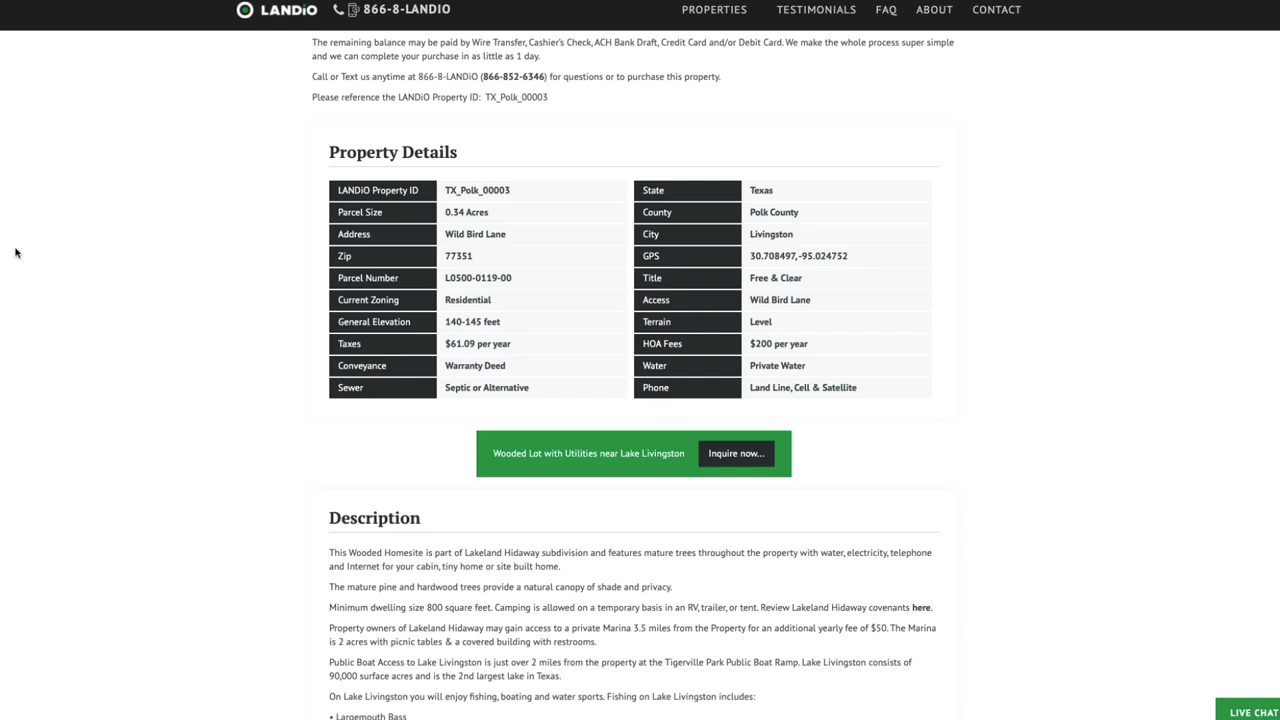 LANDiO 866-8-LANDIO PROPERTIES TESTIMONIALS FAQ ABOUT CONTACT
The remaining balance may be paid by Wire Transfer, Cashier's Check, ACH Bank Draft, Credit Card and/or Debit Card. We make the whole process super simple
and we can complete your purchase in as little as 1 day.
Call or Text us anytime at 866-8-LANDiO (866-852-6346) for questions or to purchase this property.
Please reference the LANDiO Property ID: TX_Polk_00003
Property Details
LANDiO Property ID TX_Polk_00003 State Texas
Parcel Size 0.34 Acres County Polk County
Address Wild Bird Lane City Livingston
Zip 77351 GPS 30.708497,-95.024752
Parcel Number L0500-0119-00 Title Free & Clear
Current Zoning Residential Access Wild Bird Lane
General Elevation 140-145 feet Terrain Level
Taxes $61.09 per year HOA Fees $200 per year
Conveyance Warranty Deed Water Private Water
Sewer Septic or Alternative Phone Land Line, Cell & Satellite
Wooded Lot with Utilities near Lake Livingston Inquire now...
Description
This Wooded Homesite is part of Lakeland Hidaway subdivision and features mature trees throughout the property with water, electricity, telephone
and Internet for your cabin, tiny home or site built home.
The mature pine and hardwood trees provide a natural canopy of shade and privacy.
Minimum dwelling size 800 square feet. Camping is allowed on a temporary basis in an RV, trailer, or tent. Review Lakeland Hidaway covenants here.
Property owners of Lakeland Hidaway may gain access to a private Marina 3.5 miles from the Property for an additional yearly fee of $50. The Marina
is 2 acres with picnic tables & a covered building with restrooms.
Public Boat Access to Lake Livingston is just over 2 miles from the property at the Tigerville Park Public Boat Ramp. Lake Livingston consists of
90,000 surface acres and is the 2nd largest lake in Texas.
On Lake Livingston you will enjoy fishing, boating and water sports. Fishing on Lake Livingston includes:
• Largemouth Bass
LIVE CHAT